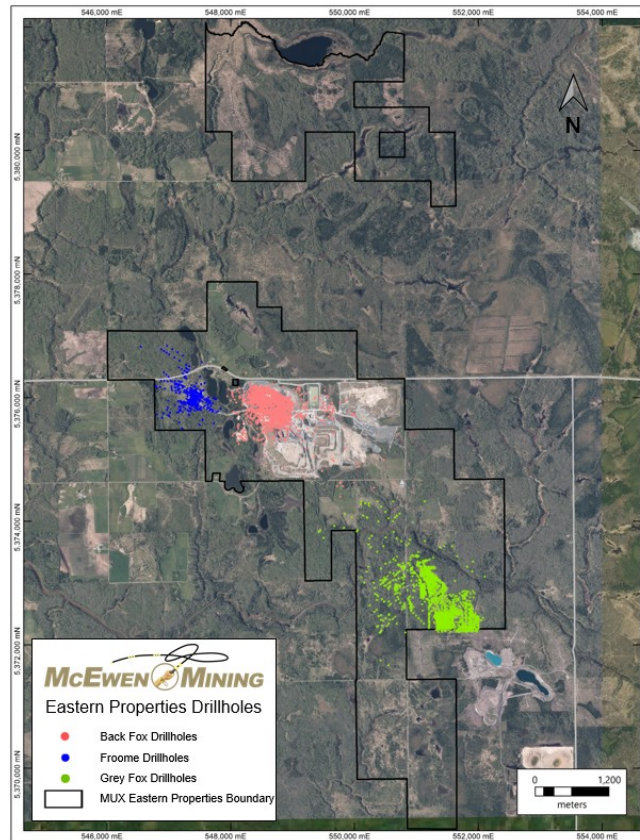 546,000 mE 548,000 mE 550,000 mE 552,000 mE 554,000 mE
N
5,380,000 mN
5,378,000 mN
5,376,000 mN
5,374,000 mN
5,372,000 mN
5,370,000 mN
MCEWEN MINING
Eastern Properties Drillholes
Back Fox Drillholes
Froome Drillholes
Grey Fox Drillholes
MUX Eastern Properties Boundary
0 1,200
meters
546,000 mE 548,000 mE 550,000 mE 552,000 mE 554,000 mE